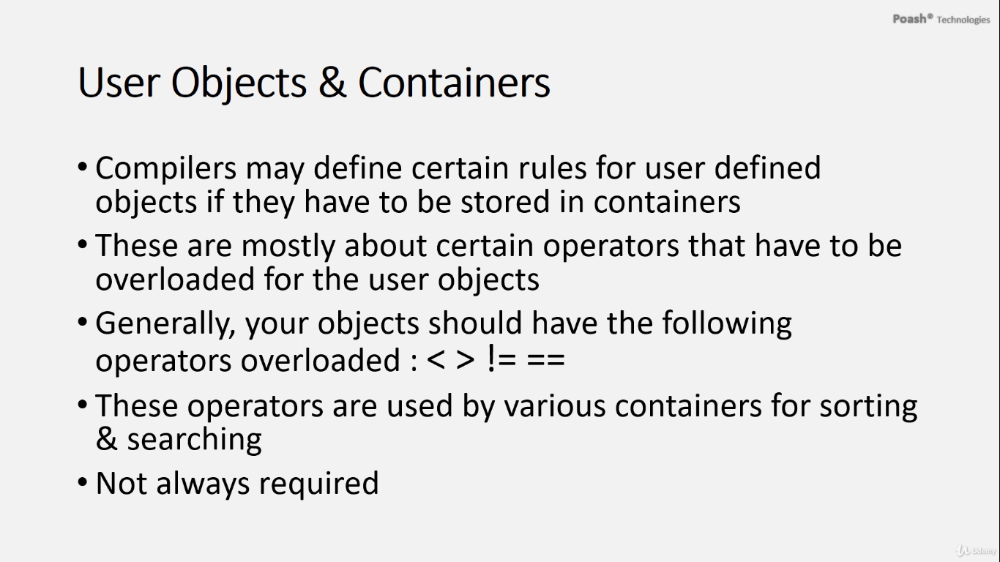 Poash® Technologies
User Objects & Containers
• Compilers may define certain rules for user defined
objects if they have to be stored in containers
• These are mostly about certain operators that have to be
overloaded for the user objects
• Generally, your objects should have the following
operators overloaded : < > != ==
• These operators are used by various containers for sorting
& searching
• Not always required
Udemy